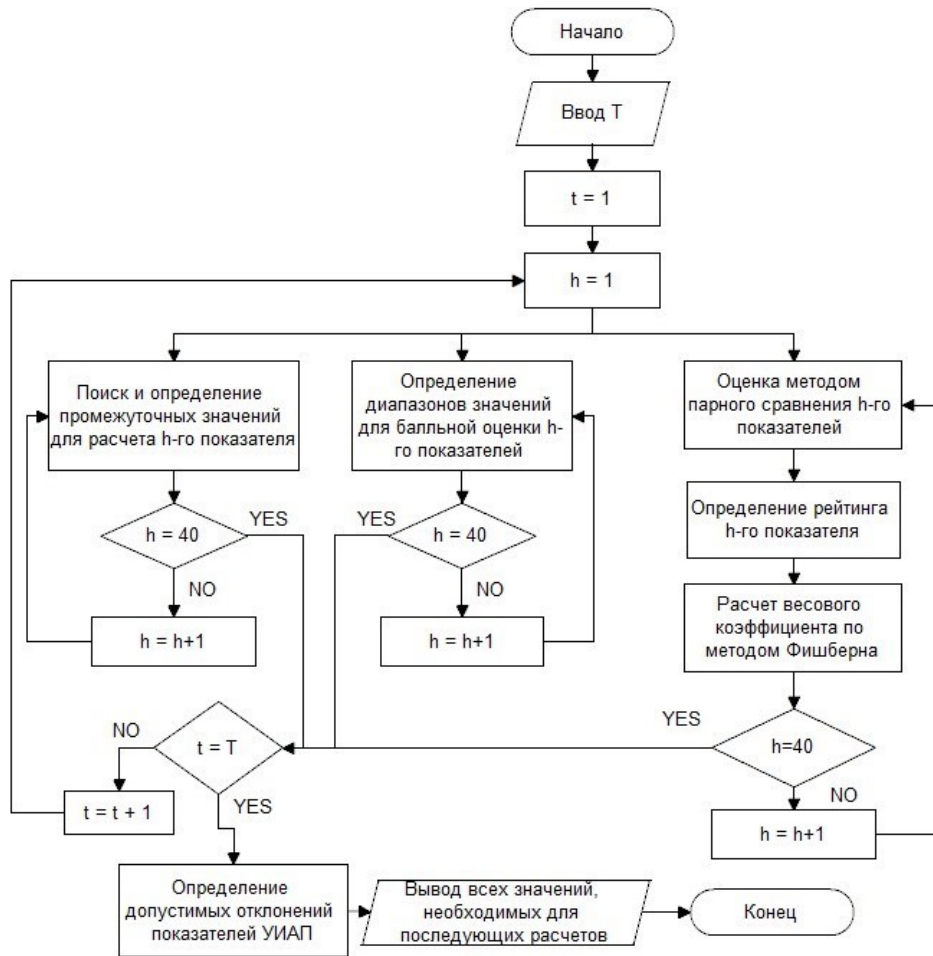 Начало
Ввод T
t = 1
h = 1
Поиск и определение
промежуточных значений
для расчета h-го показателя
Определение
диапазонов значений
для балльной оценки h-
го показателей
Оценка методом
парного сравнения h-го
показателей
Определение рейтинга
h-го показателя
Расчет весового
коэффициента по
методом Фишберна
h = 40
YES
NO
h = h+1
YES
h = 40
NO
h = h+1
YES
h=40
NO
h = h+1
NO
t = T
YES
t = t + 1
Определение
допустимых отклонений
показателей УИАП
Вывод всех значений,
необходимых для
последующих расчетов
Конец